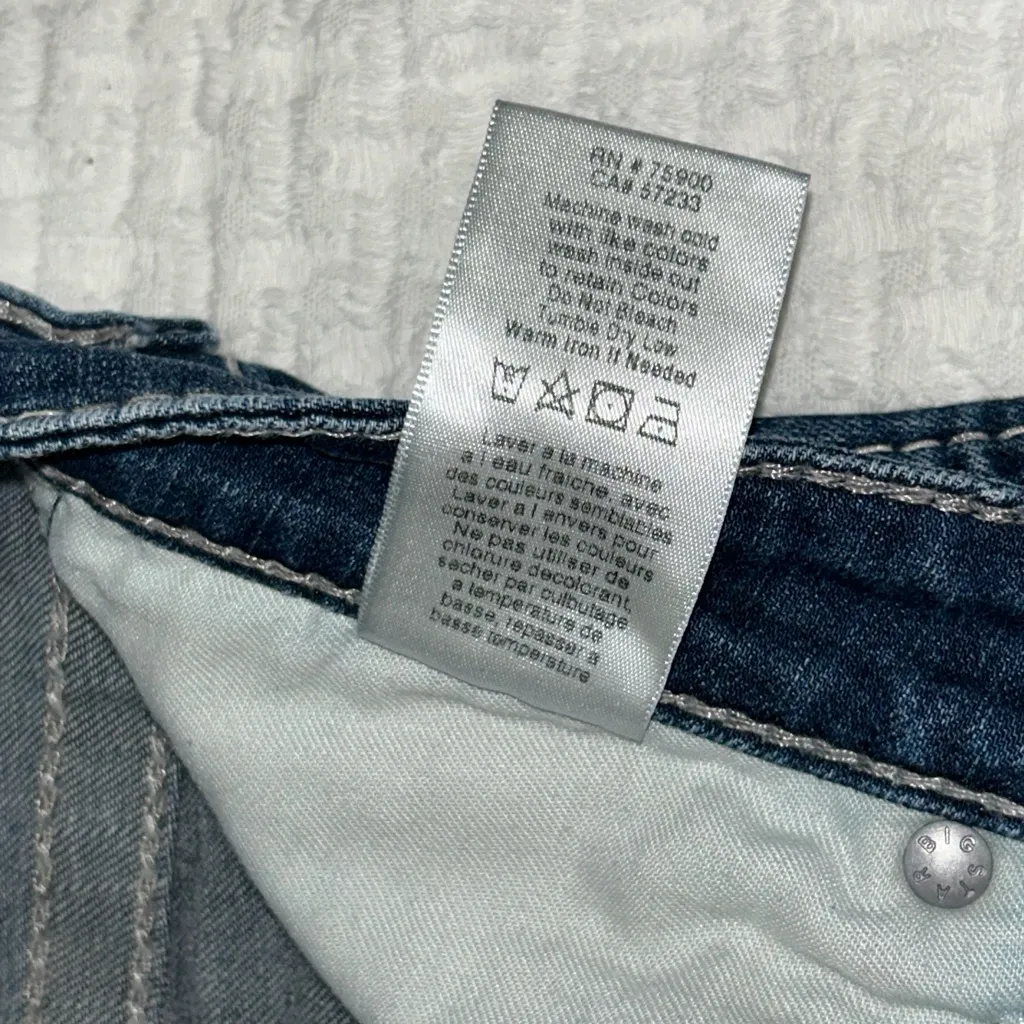 RN # 75900
CA# 57233
Machine wash cold
with like colors
wash inside out
to retain Colors
Do Not Bleach
Tumble Dry Low
Warm Iron If Needed
Laver a la machine
a l eau fraiche, avec
des couleurs semblables
Laver a l envers pour
conserver les couleurs
Ne pas utiliser de
chlorure decolorant,
secher par culbutage
a temperature de
basse, repasser a
basse temperature
BIG STAR